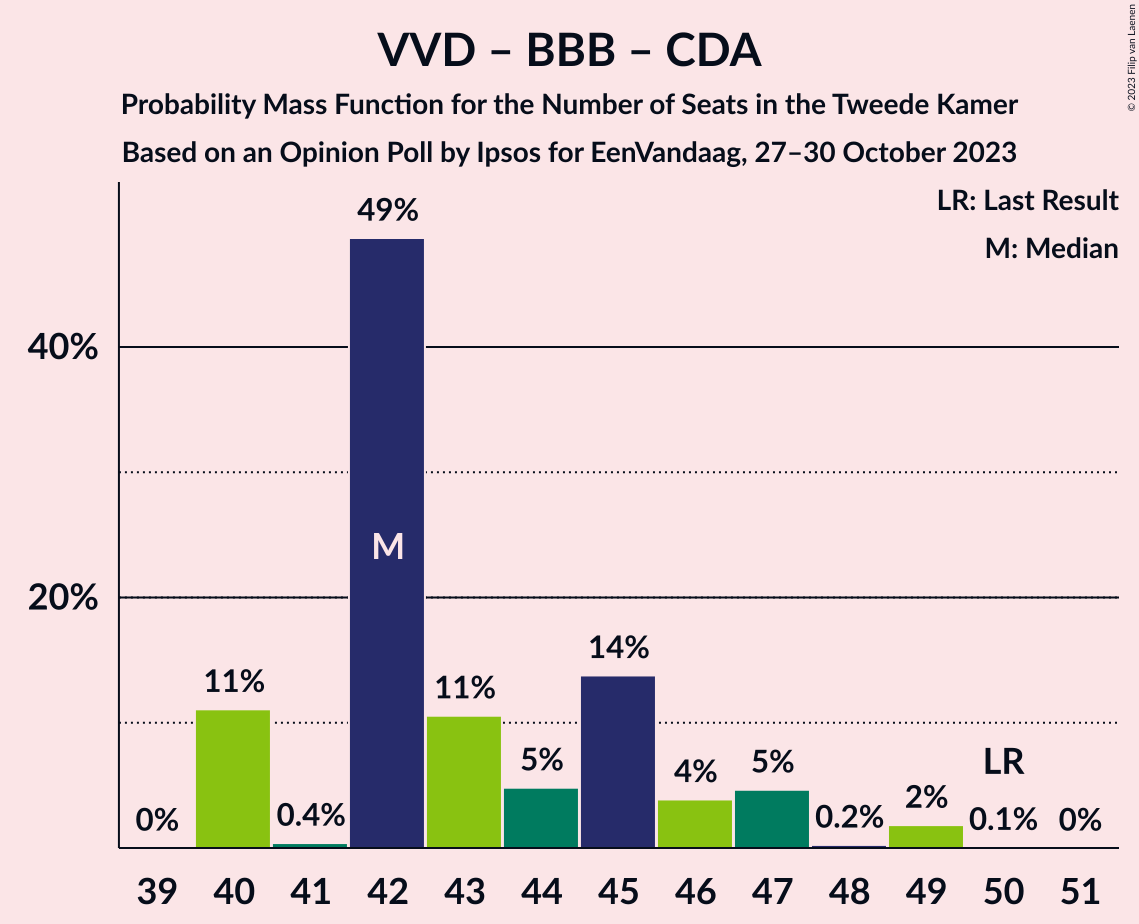 VVD – BBB – CDA
Probability Mass Function for the Number of Seats in the Tweede Kamer
Based on an Opinion Poll by Ipsos for EenVandaag, 27–30 October 2023
© 2023 Filip van Laenen
LR: Last Result
M: Median
49%
40%
M
20%
14%
11%
11%
5%
4%
5%
LR
0%
0.4%
0.2%
2%
0.1%
0%
39 40 41 42 43 44 45 46 47 48 49 50 51